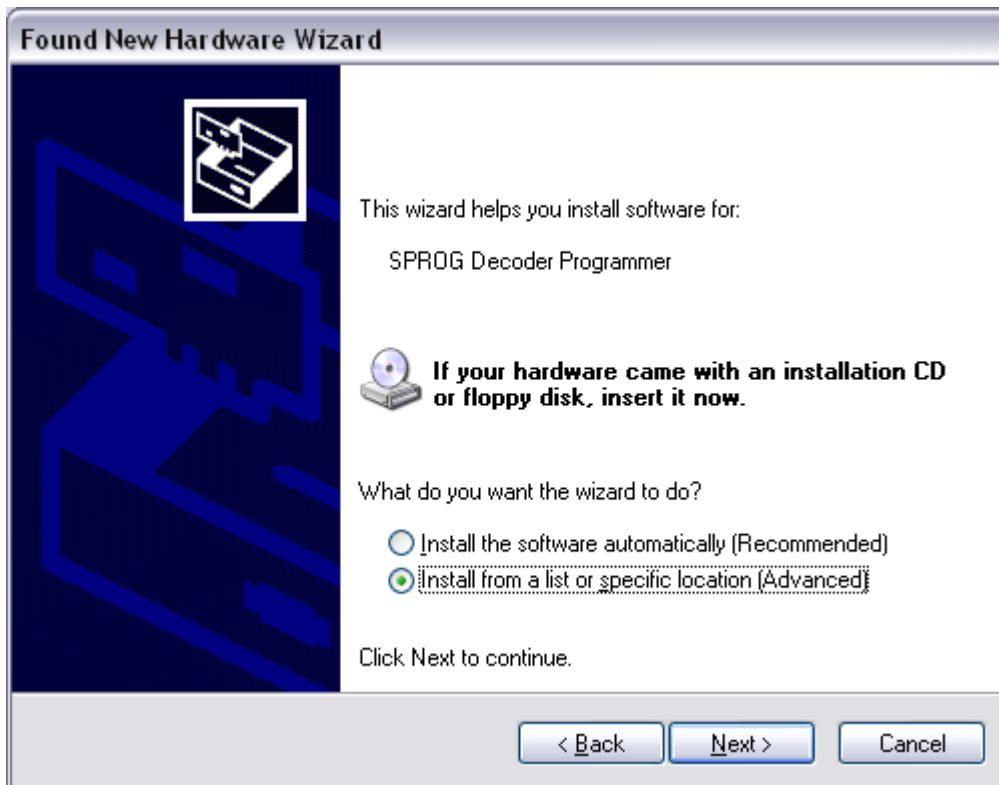 Found New Hardware Wizard
This wizard helps you install software for:
SPROG Decoder Programmer
If your hardware came with an installation CD
or floppy disk, insert it now.
What do you want the wizard to do?
Install the software automatically (Recommended)
Install from a list or specific location (Advanced)
Click Next to continue.
< Back
Next >
Cancel